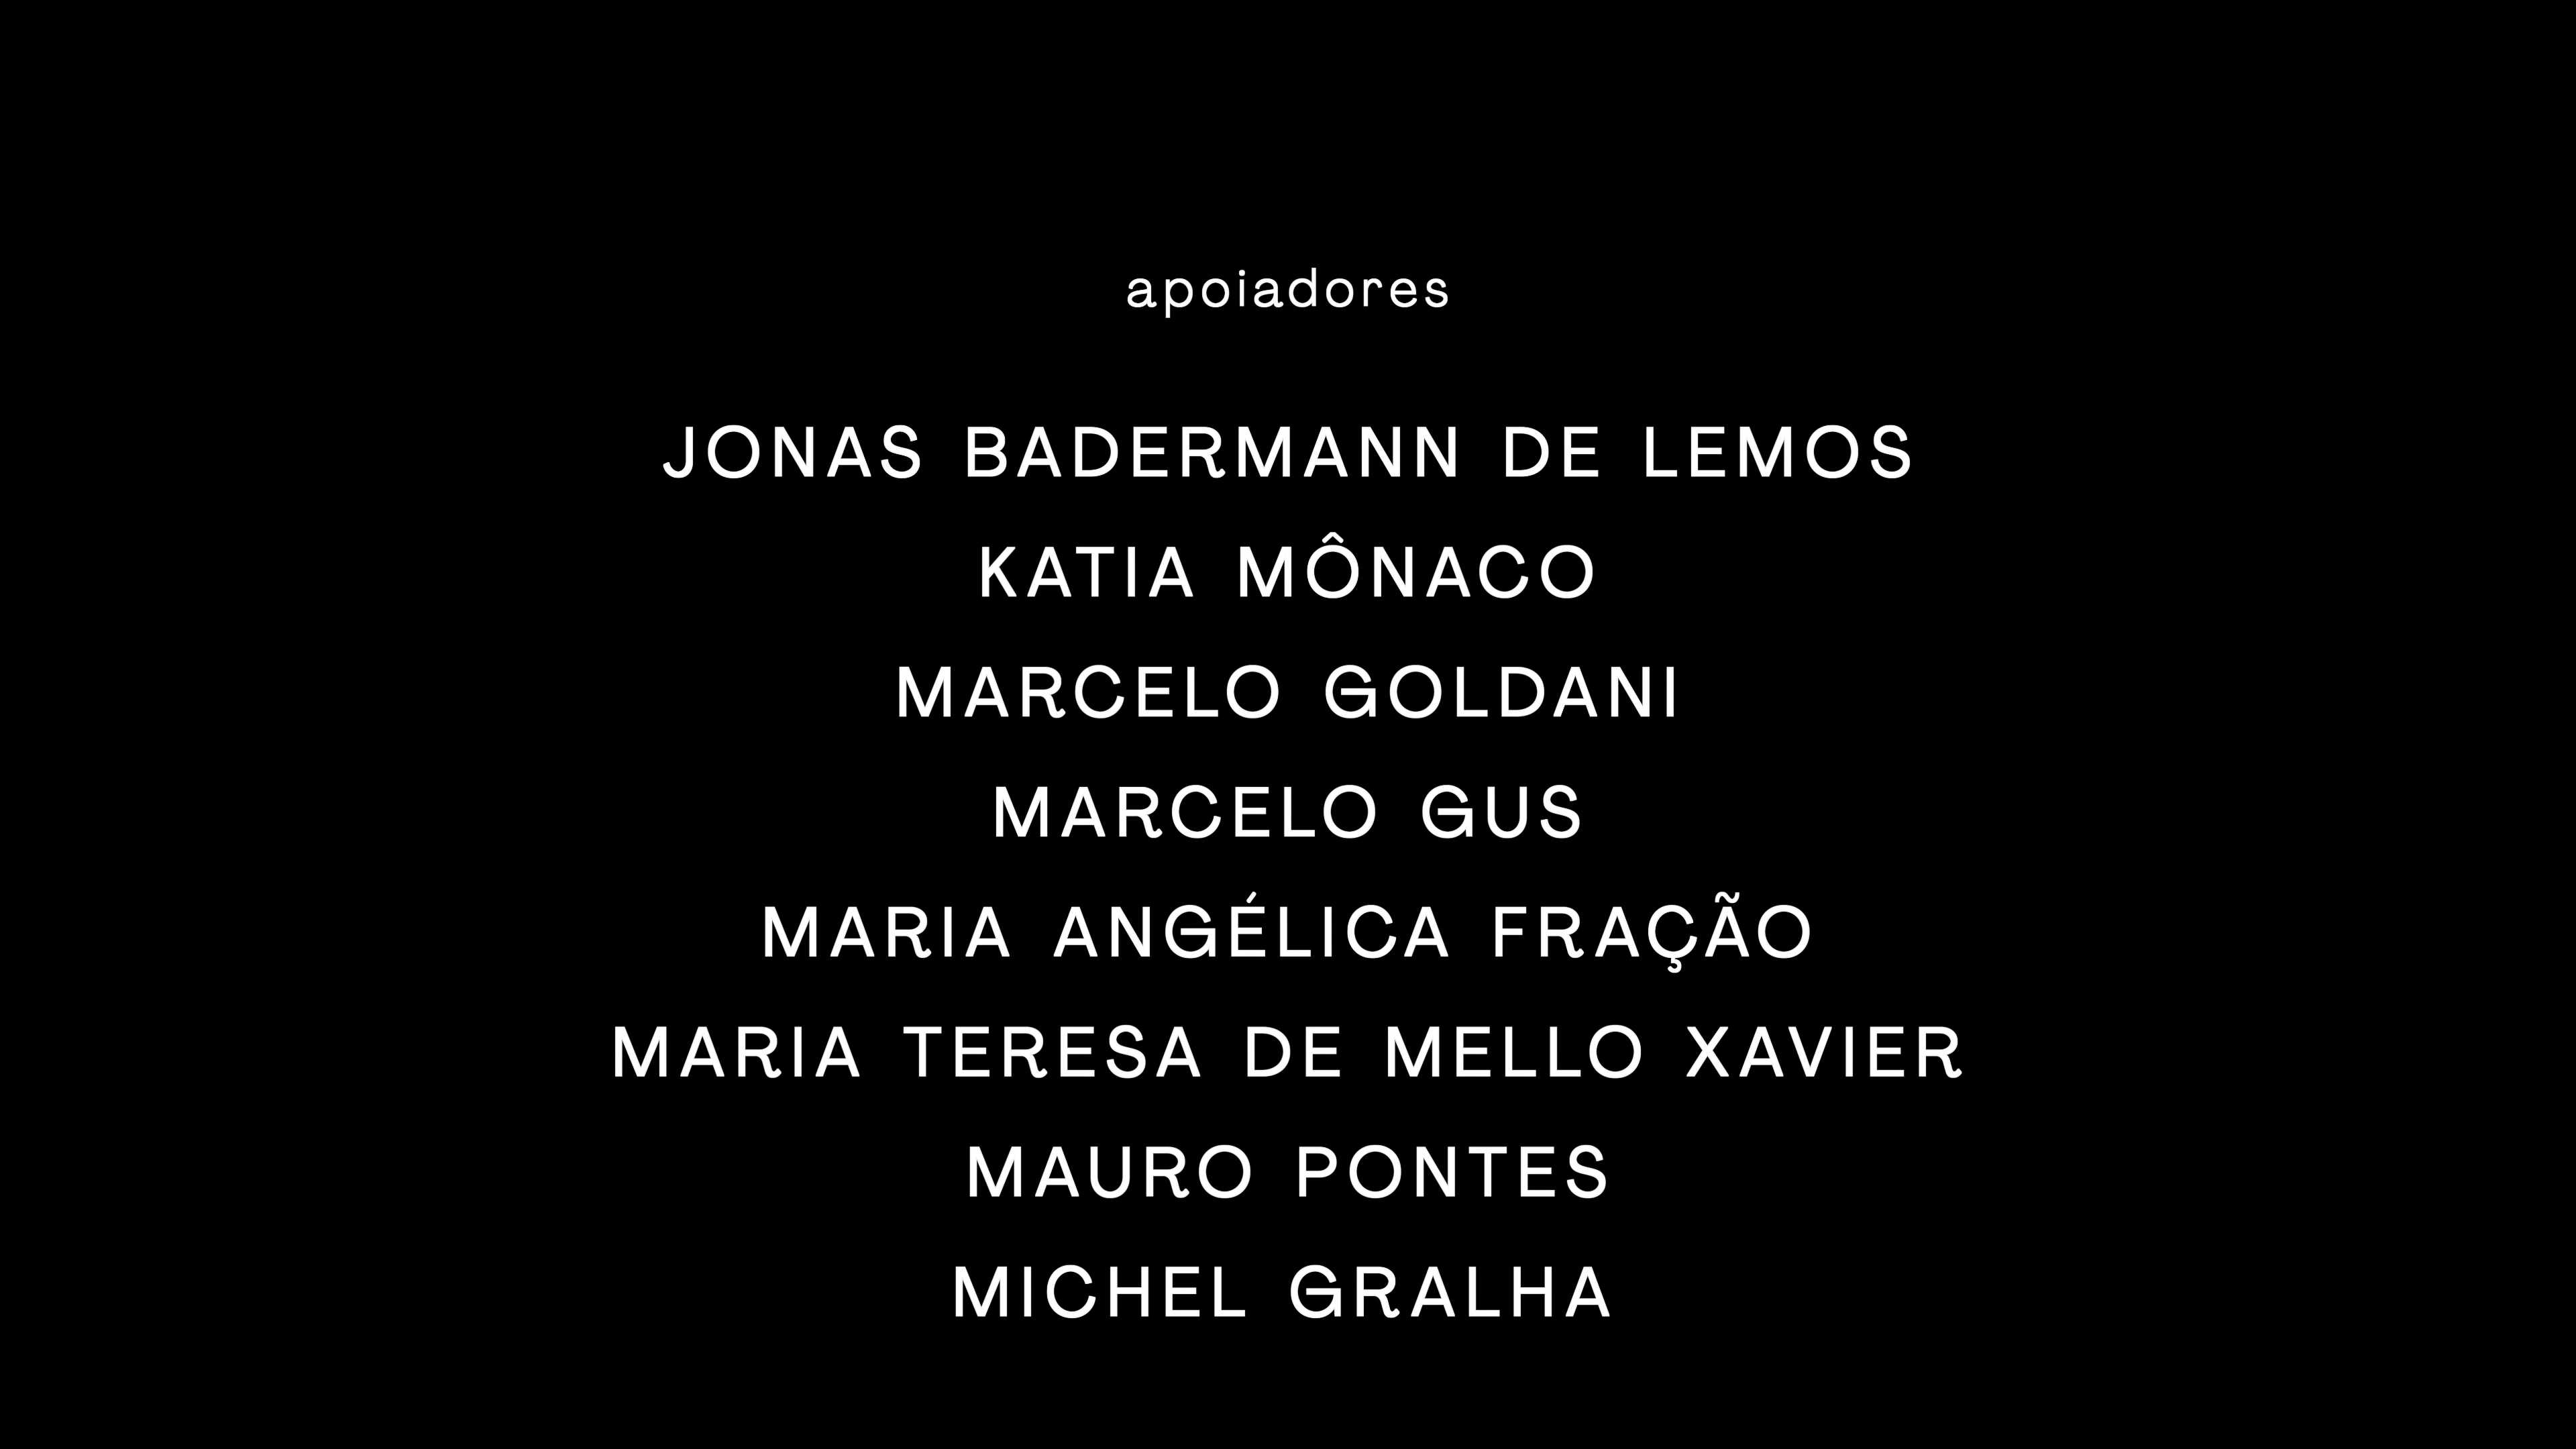 apoiadores
JONAS BADERMANN DE LEMOS
KATIA MÔNACO
MARCELO GOLDANI
MARCELO GUS
MARIA ANGÉLICA FRAÇÃO
MARIA TERESA DE MELLO XAVIER
MAURO PONTES
MICHEL GRALHA